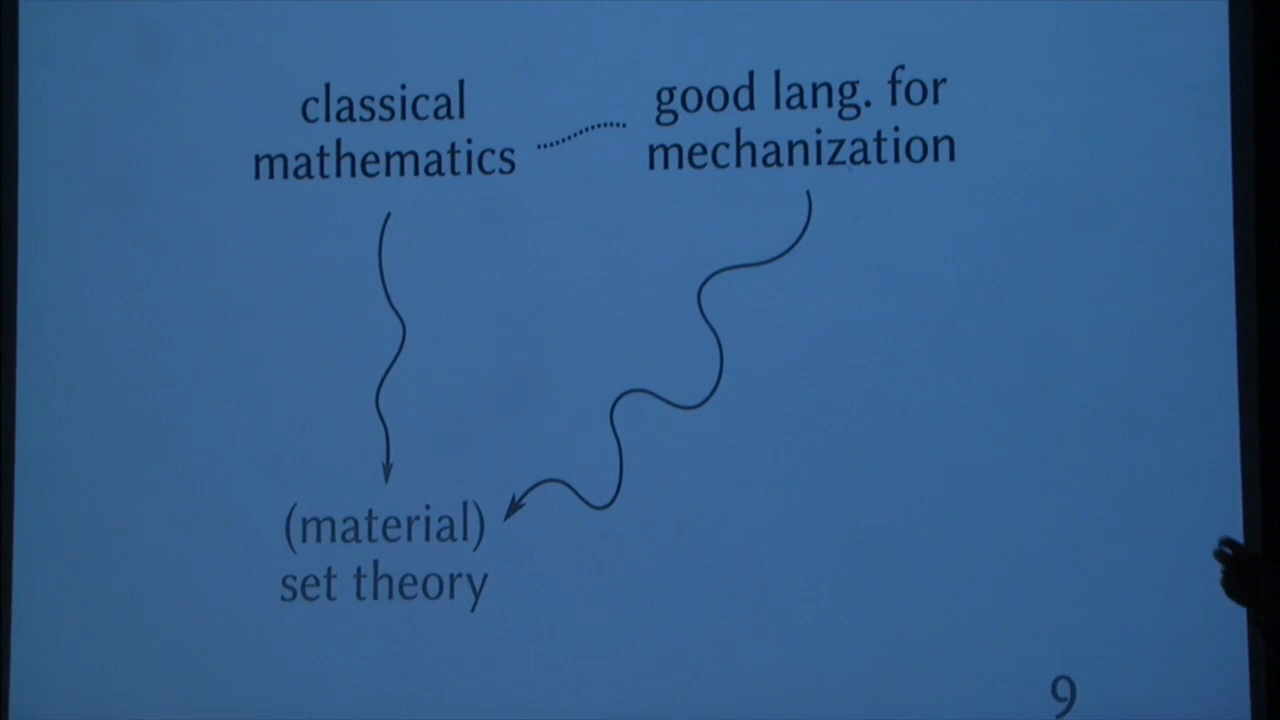 classical
mathematics
good lang. for
mechanization
(material)
set theory
9